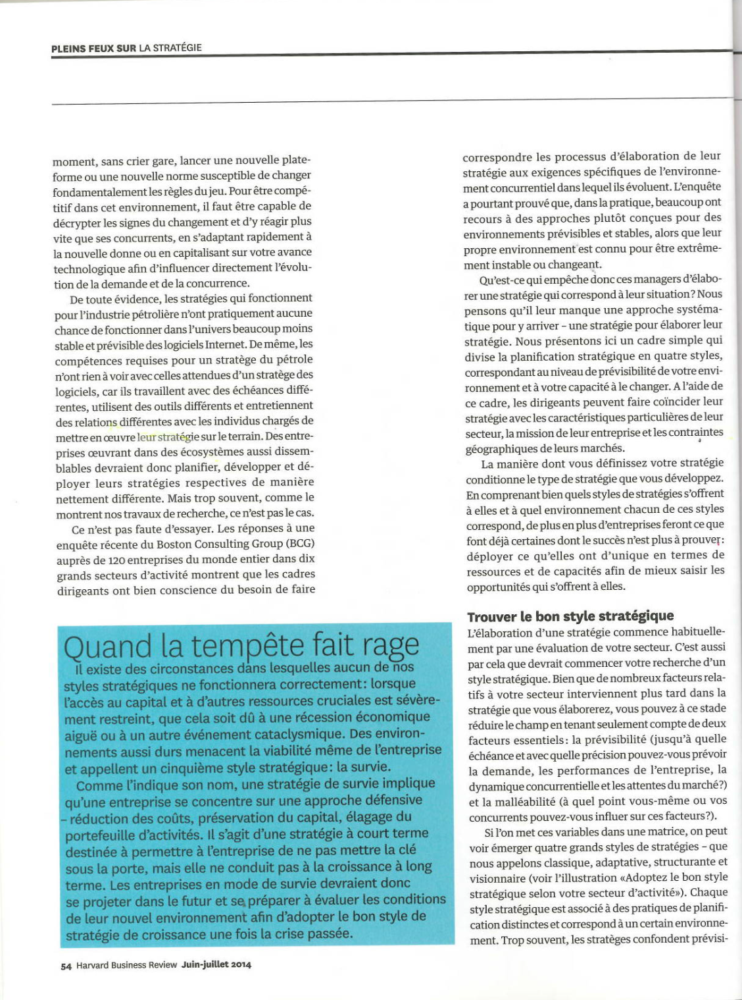 PLEINS FEUX SUR LA STRATÉGIE
moment, sans crier gare, lancer une nouvelle plate-
forme ou une nouvelle norme susceptible de changer
fondamentalement les règles du jeu. Pour être compé-
titif dans cet environnement, il faut être capable de
décrypter les signes du changement et d’y réagir plus
vite que ses concurrents, en s’adaptant rapidement à
la nouvelle donne ou en capitalisant sur votre avance
technologique afin d’influencer directement l’évolu-
tion de la demande et de la concurrence.
De toute évidence, les stratégies qui fonctionnent
pour l’industrie pétrolière n’ont pratiquement aucune
chance de fonctionner dans l’univers beaucoup moins
stable et prévisible des logiciels Internet. De même, les
compétences requises pour un stratège du pétrole
n’ont rien à voir avec celles attendues d’un stratège des
logiciels, car ils travaillent avec des échéances diffé-
rentes, utilisent des outils différents et entretiennent
des relations différentes avec les individus chargés de
mettre en œuvre leur stratégie sur le terrain. Des entre-
prises œuvrant dans des écosystèmes aussi dissem-
blables devraient donc planifier, développer et dé-
ployer leurs stratégies respectives de manière
nettement différente. Mais trop souvent, comme le
montrent nos travaux de recherche, ce n’est pas le cas.
Ce n’est pas faute d’essayer. Les réponses à une
enquête récente du Boston Consulting Group (BCG)
auprès de 120 entreprises du monde entier dans dix
grands secteurs d’activité montrent que les cadres
dirigeants ont bien conscience du besoin de faire
correspondre les processus d’élaboration de leur
stratégie aux exigences spécifiques de l’environne-
ment concurrentiel dans lequel ils évoluent. L’enquête
a pourtant prouvé que, dans la pratique, beaucoup ont
recours à des approches plutôt conçues pour des
environnements prévisibles et stables, alors que leur
propre environnement est connu pour être extrême-
ment instable ou changeant.
Qu’est-ce qui empêche donc ces managers d’élabo-
rer une stratégie qui correspond à leur situation? Nous
pensons qu’il leur manque une approche systéma-
tique pour y arriver – une stratégie pour élaborer leur
stratégie. Nous présentons ici un cadre simple qui
divise la planification stratégique en quatre styles,
correspondant au niveau de prévisibilité de votre envi-
ronnement et à votre capacité à le changer. A l’aide de
ce cadre, les dirigeants peuvent faire coïncider leur
stratégie avec les caractéristiques particulières de leur
secteur, la mission de leur entreprise et les contraintes
géographiques de leurs marchés.
La manière dont vous définissez votre stratégie
conditionne le type de stratégie que vous développez.
En comprenant bien quels styles de stratégies s’offrent
à elles et à quel environnement chacun de ces styles
correspond, de plus en plus d’entreprises feront ce que
font déjà certaines dont le succès n’est plus à prouver:
déployer ce qu’elles ont d’unique en termes de
ressources et de capacités afin de mieux saisir les
opportunités qui s’offrent à elles.
Trouver le bon style stratégique
L’élaboration d’une stratégie commence habituelle-
ment par une évaluation de votre secteur. C’est aussi
par cela que devrait commencer votre recherche d’un
style stratégique. Bien que de nombreux facteurs rela-
tifs à votre secteur interviennent plus tard dans la
stratégie que vous élaborerez, vous pouvez à ce stade
réduire le champ en tenant seulement compte de deux
facteurs essentiels: la prévisibilité (jusqu’à quelle
échéance et avec quelle précision pouvez-vous prévoir
la demande, les performances de l’entreprise, la
dynamique concurrentielle et les attentes du marché?)
et la malléabilité (à quel point vous-même ou vos
concurrents pouvez-vous influer sur ces facteurs?).
Si l’on met ces variables dans une matrice, on peut
voir émerger quatre grands styles de stratégies – que
nous appelons classique, adaptative, structurante et
visionnaire (voir l’illustration «Adoptez le bon style
stratégique selon votre secteur d’activité»). Chaque
style stratégique est associé à des pratiques de planifi-
cation distinctes et correspond à un certain environne-
ment. Trop souvent, les stratèges confondent prévisi-
Quand la tempête fait rage
Il existe des circonstances dans lesquelles aucun de nos
styles stratégiques ne fonctionnera correctement: lorsque
l’accès au capital et à d’autres ressources cruciales est sévère-
ment restreint, que cela soit dû à une récession économique
aiguë ou à un autre événement cataclysmique. Des environ-
nements aussi durs menacent la viabilité même de l’entreprise
et appellent un cinquième style stratégique: la survie.
Comme l’indique son nom, une stratégie de survie implique
qu’une entreprise se concentre sur une approche défensive
– réduction des coûts, préservation du capital, élagage du
portefeuille d’activités. Il s’agit d’une stratégie à court terme
destinée à permettre à l’entreprise de ne pas mettre la clé
sous la porte, mais elle ne conduit pas à la croissance à long
terme. Les entreprises en mode de survie devraient donc
se projeter dans le futur et se préparer à évaluer les conditions
de leur nouvel environnement afin d’adopter le bon style de
stratégie de croissance une fois la crise passée.
54 Harvard Business Review Juin-juillet 2014